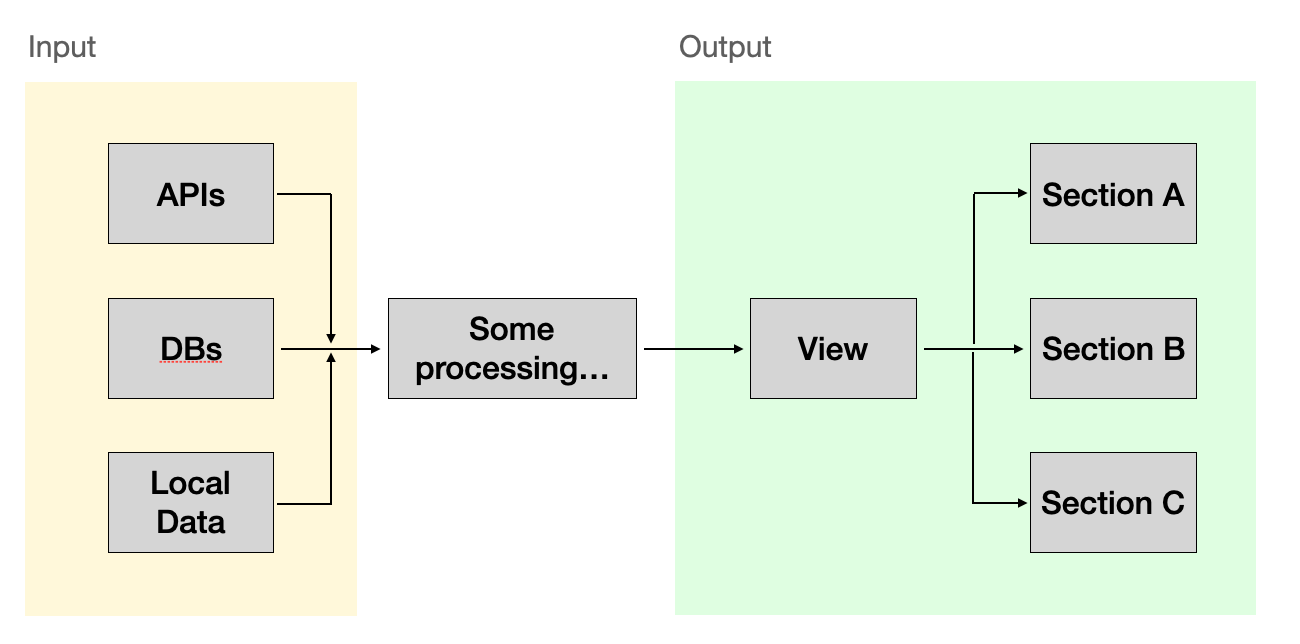 Input
Output
APIs
Section A
DBs
Some
processing...
View
Section B
Local
Data
Section C